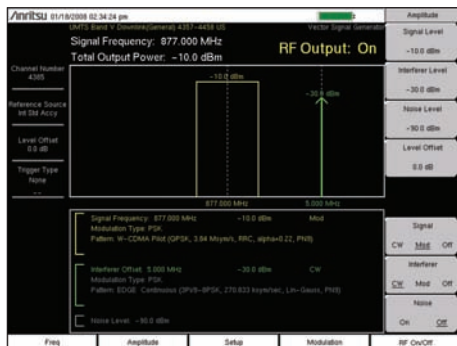 Anritsu 01/18/2008 02:34:24 pm
Amplitude
UMTS Band V Downlink(General) 4357-4458 US
Vector Signal Generator
Signal Frequency: 877.000 MHz
Total Output Power: -10.0 dBm
RF Output: On
Channel Number
4385
Reference Source
Int Std Accy
Level Offset
0.0 dB
Trigger Type
None
--
-10.0 dBm
-30.0 dBm
877.000 MHz
5.000 MHz
Signal Frequency: 877.000 MHz -10.0 dBm Mod
Modulation Type: PSK
Pattern: W-CDMA Pilot (QPSK, 3.84 Msym/s, RRC, alpha=0.22, PN9)
Interferer Offset: 5.000 MHz -30.0 dBm CW
Modulation Type: PSK
Pattern: EDGE Continuous (3PI/8-8PSK, 270.833 ksym/sec, Lin-Gauss, PN9)
Noise Level: -90.0 dBm
Signal Level
-10.0 dBm
Interferer Level
-30.0 dBm
Noise Level
-90.0 dBm
Level Offset
0.0 dB
Signal
CW Mod Off
Interferer
CW Mod Off
Noise
On Off
Freq
Amplitude
Setup
Modulation
RF On/Off